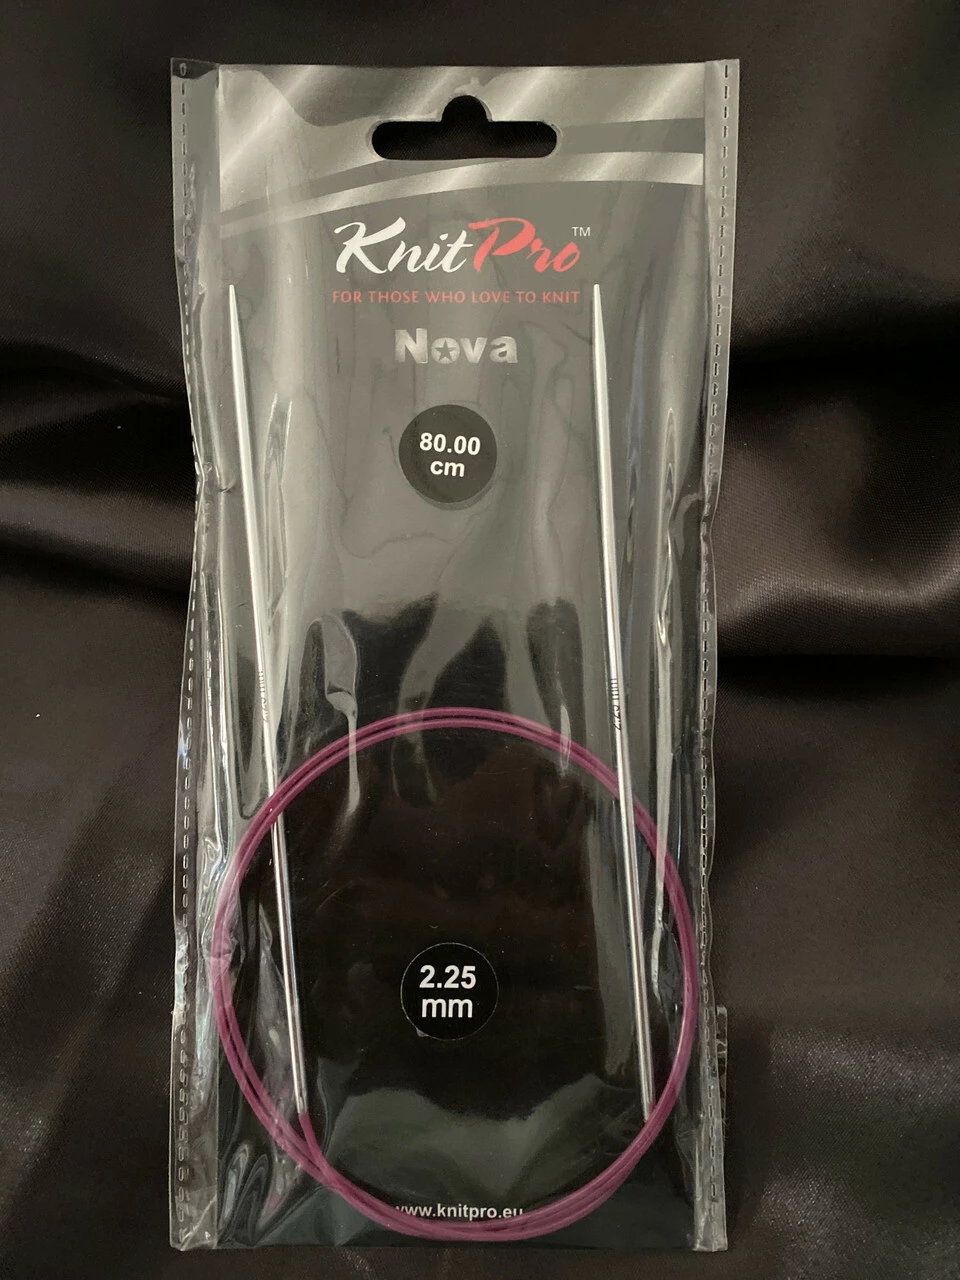 KnitPro™
FOR THOSE WHO LOVE TO KNIT
Nova
80.00
cm
2.25
mm
www.knitpro.eu